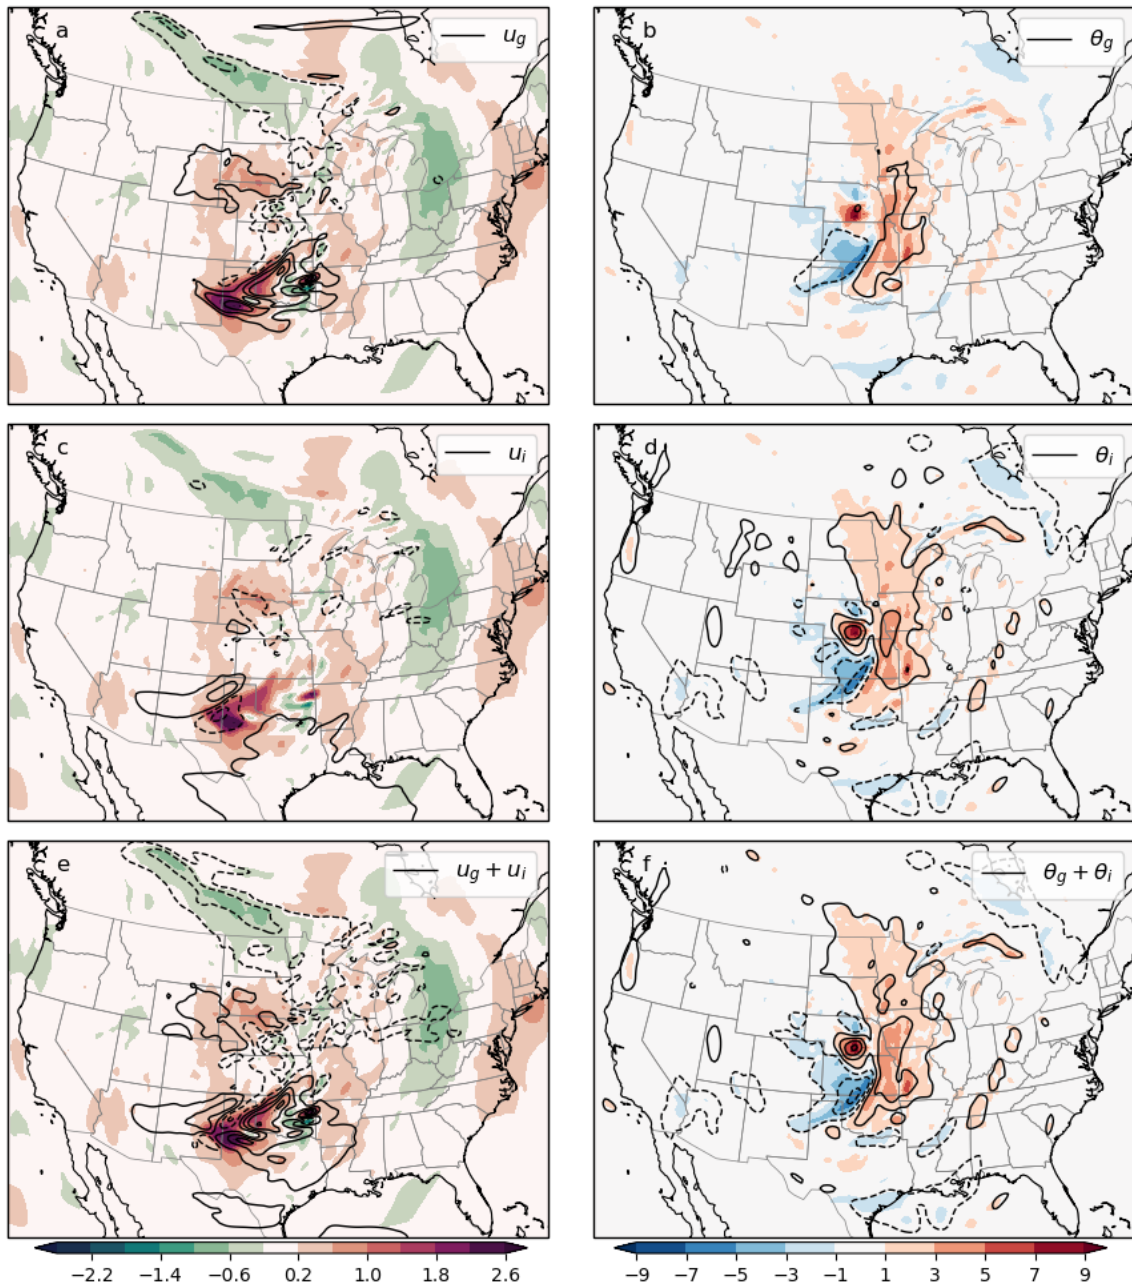 a
u_g
b
θ_g
c
u_i
d
θ_i
e
u_g + u_i
f
θ_g + θ_i
−2.2 −1.4 −0.6 0.2 1.0 1.8 2.6
−9 −7 −5 −3 −1 1 3 5 7 9